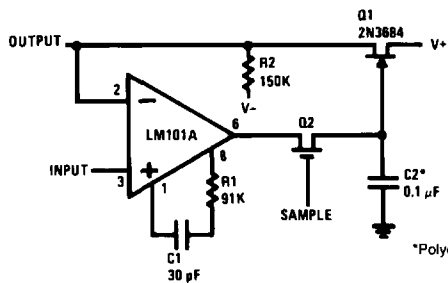 Q1
2N3684
OUTPUT
V+
R2
150K
V-
2
LM101A
6
Q2
INPUT
3
1
8
R1
91K
SAMPLE
C2*
0.1 μF
C1
30 pF